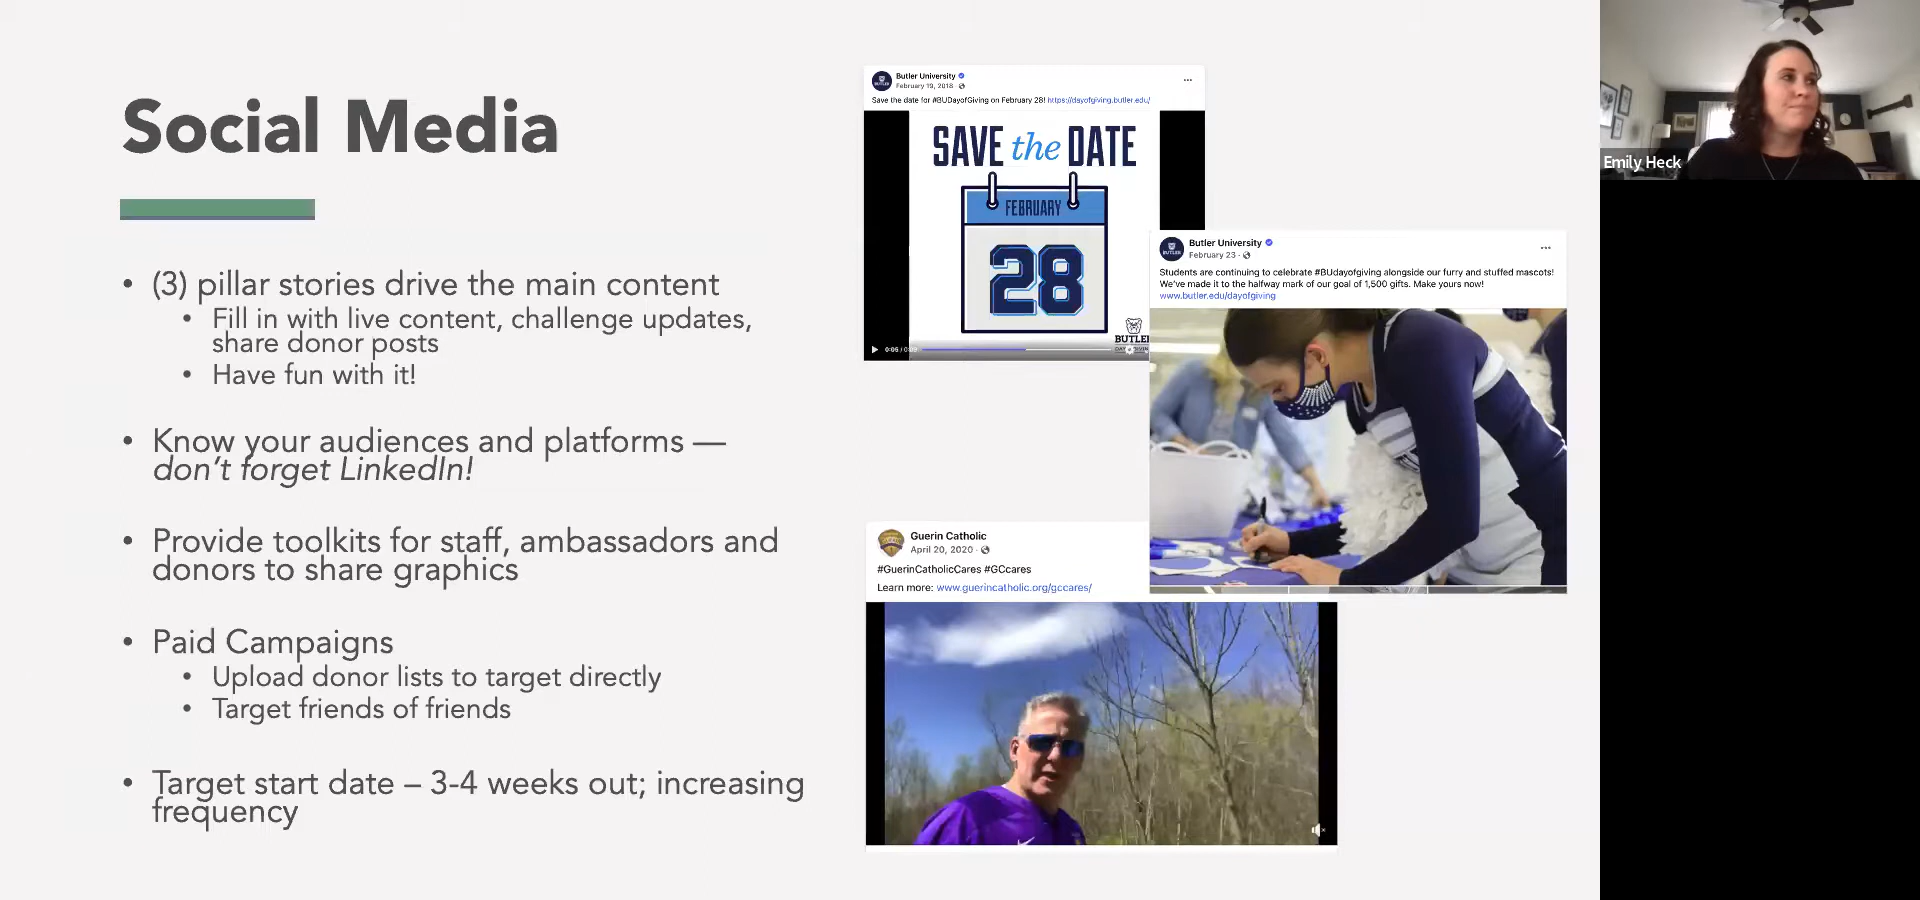 Social Media
• (3) pillar stories drive the main content
• Fill in with live content, challenge updates,
share donor posts
• Have fun with it!
• Know your audiences and platforms —
don't forget LinkedIn!
• Provide toolkits for staff, ambassadors and
donors to share graphics
• Paid Campaigns
• Upload donor lists to target directly
• Target friends of friends
• Target start date – 3-4 weeks out; increasing
frequency
Butler University
February 19, 2018
Save the date for #BUDayofGiving on February 28! https://dayofgiving.butler.edu/
SAVE the DATE
FEBRUARY
28
Butler University
February 23
Students are continuing to celebrate #BUdayofgiving alongside our furry and stuffed mascots!
We've made it to the halfway mark of our goal of 1,500 gifts. Make yours now!
www.butler.edu/dayofgiving
Guerin Catholic
April 20, 2020
#GuerinCatholicCares #GCcares
Learn more: www.guerincatholic.org/gccares/
Emily Heck